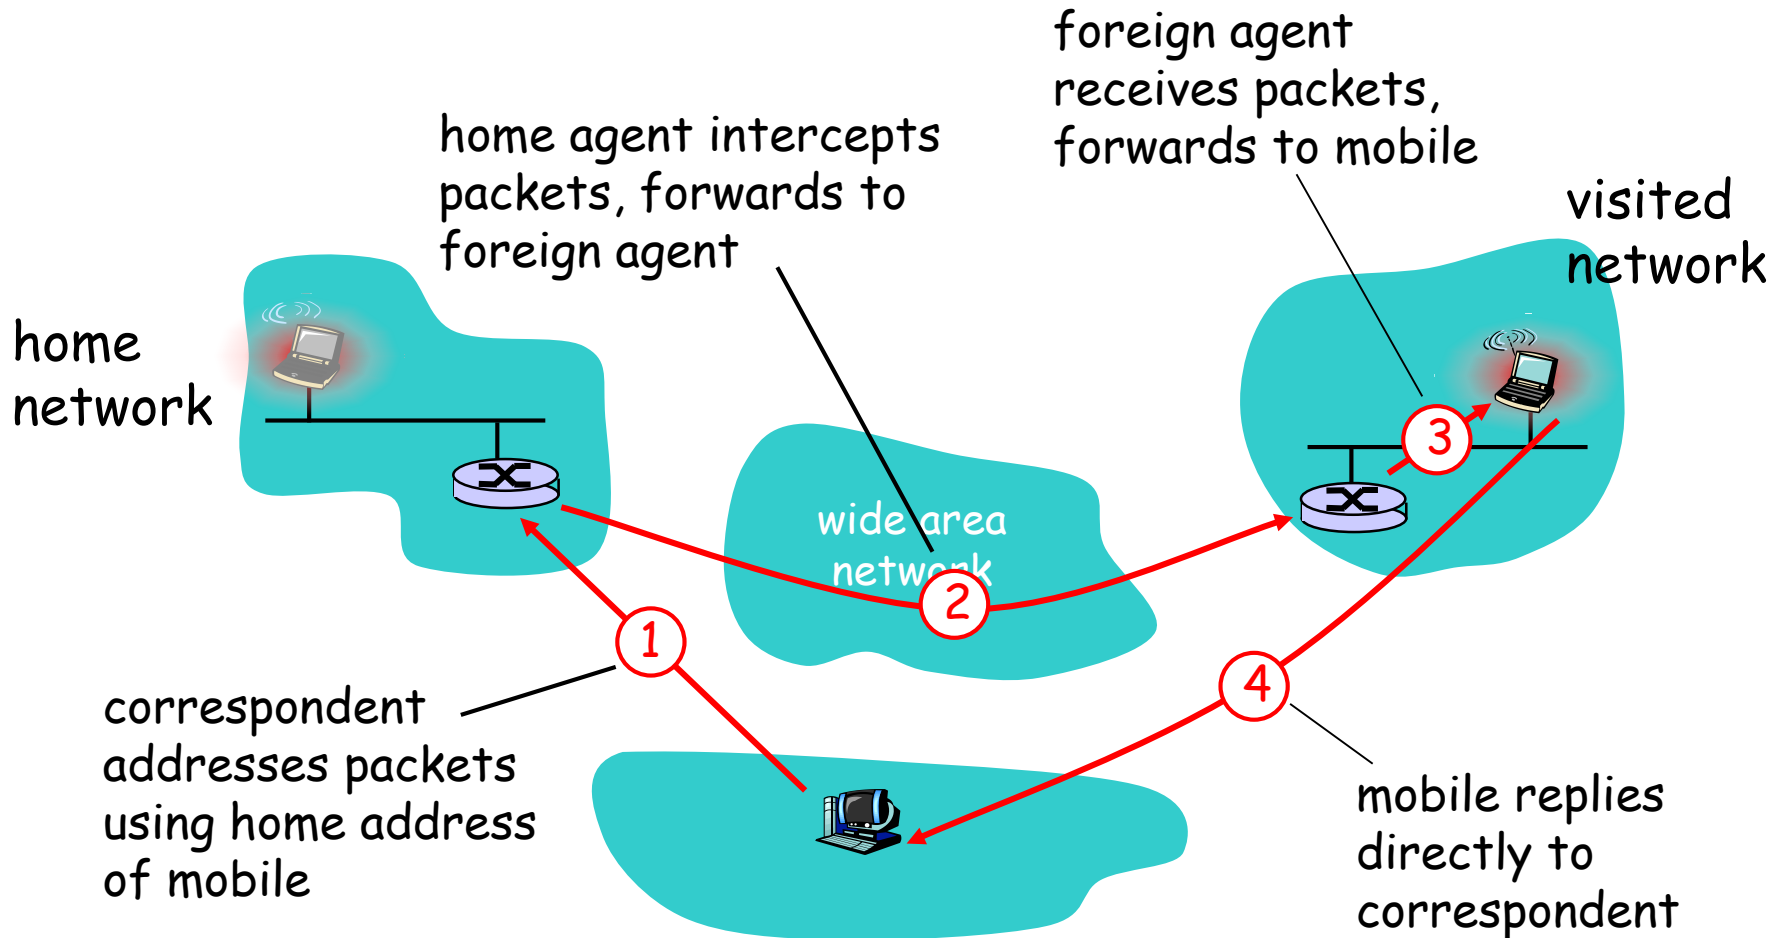 foreign agent
receives packets,
forwards to mobile
home agent intercepts
packets, forwards to
foreign agent
visited
network
home
network
3
wide area
network
2
1
4
correspondent
addresses packets
using home address
of mobile
mobile replies
directly to
correspondent